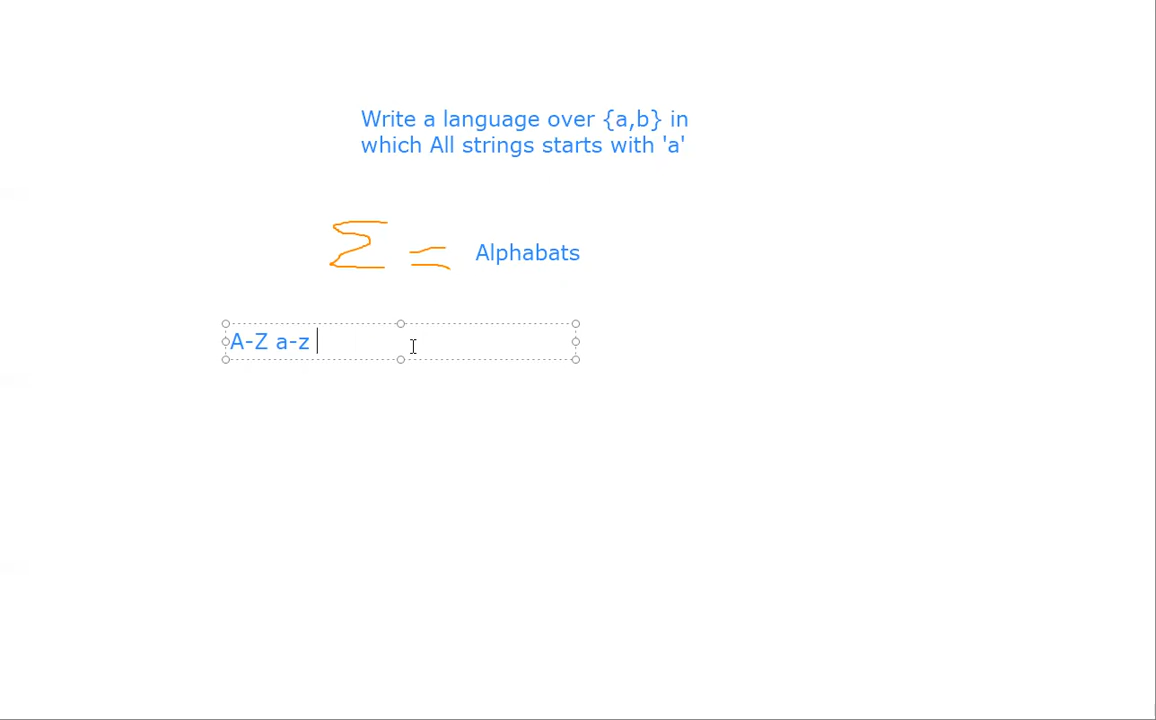 Write a language over {a,b} in
which All strings starts with 'a'
Σ = Alphabats
A-Z a-z